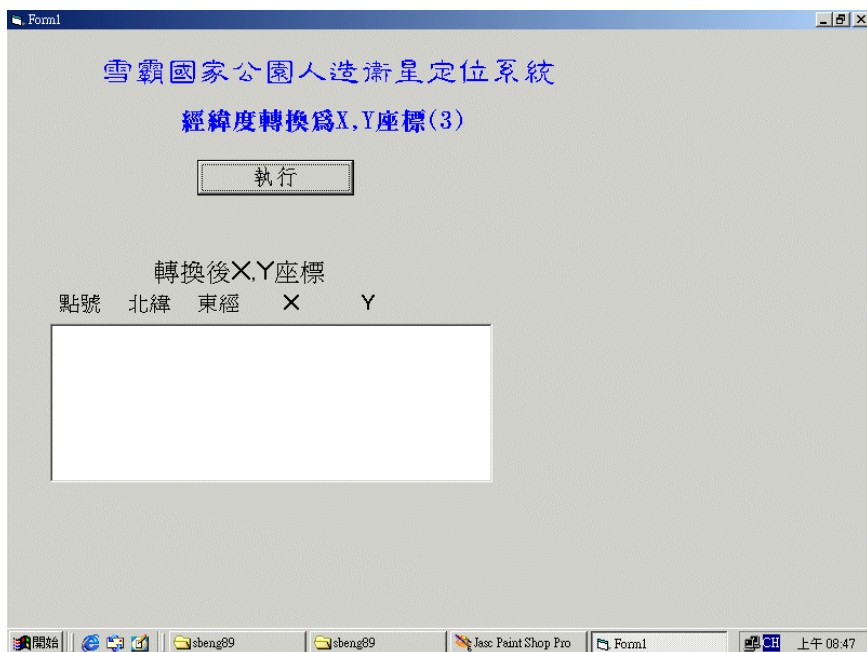 Form1
雪霸國家公園人造衛星定位系統
經緯度轉換為X,Y座標(3)
執行
轉換後X,Y座標
點號 北緯 東經 X Y
開始 sbeng89 sbeng89 Jasc Paint Shop Pro Form1 CH 上午 08:47